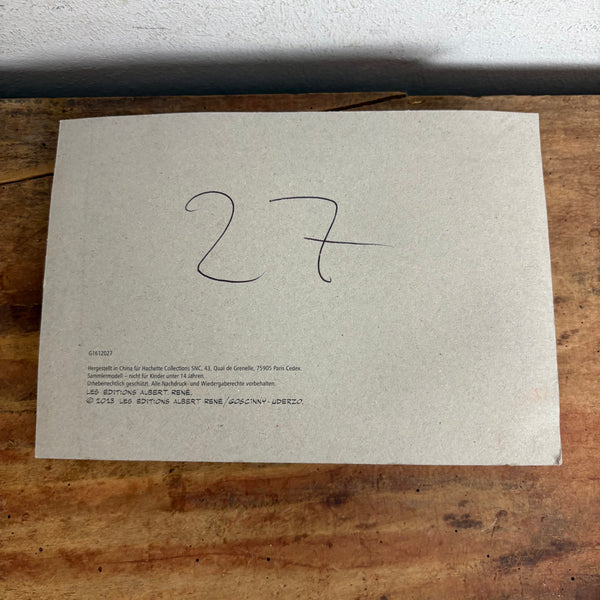 27
G1612027
Hergestellt in China für Hachette Collections SNC, 43, Quai de Grenelle, 75905 Paris Cedex.
Sammlermodell – nicht für Kinder unter 14 Jahren.
Urheberrechtlich geschützt. Alle Nachdruck- und Wiedergaberechte vorbehalten.
LES EDITIONS ALBERT RENÉ.
© 2013 LES EDITIONS ALBERT RENÉ/GOSCINNY-UDERZO.